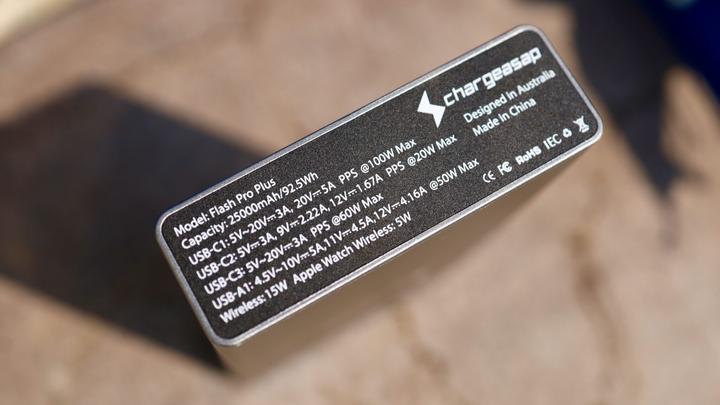 chargeasap
Designed in Australia
Made in China
CE FC RoHS IEC
Model: Flash Pro Plus
Capacity: 25000mAh/92.5Wh
USB-C1: 5V-20V⎓3A, 20V⎓5A PPS @100W Max
USB-C2: 5V⎓3A, 9V⎓2.22A, 12V⎓1.67A PPS @20W Max
USB-C3: 5V-20V⎓3A PPS @60W Max
USB-A1: 4.5V-10V⎓5A,11V⎓4.5A,12V⎓4.16A @50W Max
Wireless:15W Apple Watch Wireless: 5W